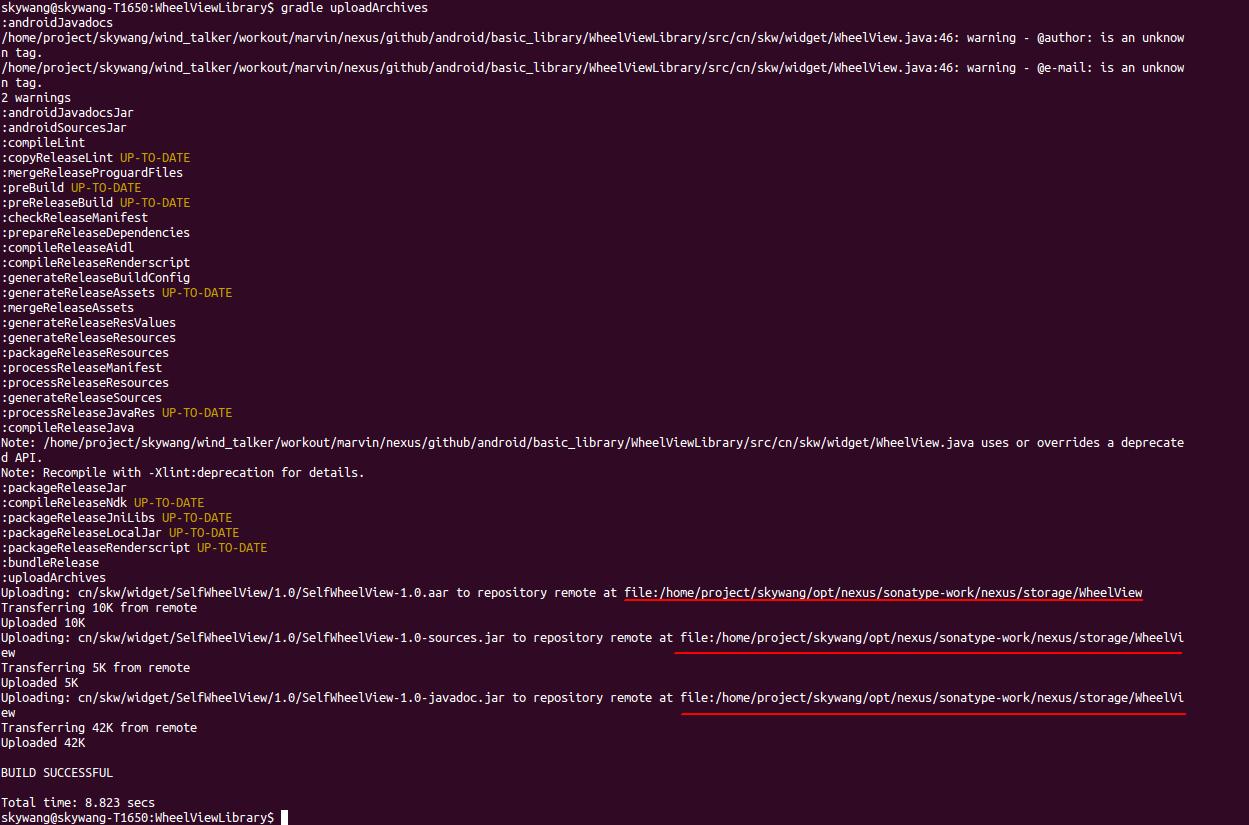 skywang@skywang-T1650:WheelViewLibrary$ gradle uploadArchives
:androidJavadocs
/home/project/skywang/wind_talker/workout/marvin/nexus/github/android/basic_library/WheelViewLibrary/src/cn/skw/widget/WheelView.java:46: warning - @author: is an unknow
n tag.
/home/project/skywang/wind_talker/workout/marvin/nexus/github/android/basic_library/WheelViewLibrary/src/cn/skw/widget/WheelView.java:46: warning - @e-mail: is an unknow
n tag.
2 warnings
:androidJavadocsJar
:androidSourcesJar
:compileLint
:copyReleaseLint UP-TO-DATE
:mergeReleaseProguardFiles
:preBuild UP-TO-DATE
:preReleaseBuild UP-TO-DATE
:checkReleaseManifest
:prepareReleaseDependencies
:compileReleaseAidl
:compileReleaseRenderscript
:generateReleaseBuildConfig
:generateReleaseAssets UP-TO-DATE
:mergeReleaseAssets
:generateReleaseResValues
:generateReleaseResources
:packageReleaseResources
:processReleaseManifest
:processReleaseResources
:generateReleaseSources
:processReleaseJavaRes UP-TO-DATE
:compileReleaseJava
Note: /home/project/skywang/wind_talker/workout/marvin/nexus/github/android/basic_library/WheelViewLibrary/src/cn/skw/widget/WheelView.java uses or overrides a deprecate
d API.
Note: Recompile with -Xlint:deprecation for details.
:packageReleaseJar
:compileReleaseNdk UP-TO-DATE
:packageReleaseJniLibs UP-TO-DATE
:packageReleaseLocalJar UP-TO-DATE
:packageReleaseRenderscript UP-TO-DATE
:bundleRelease
:uploadArchives
Uploading: cn/skw/widget/SelfWheelView/1.0/SelfWheelView-1.0.aar to repository remote at file:/home/project/skywang/opt/nexus/sonatype-work/nexus/storage/WheelView
Transferring 10K from remote
Uploaded 10K
Uploading: cn/skw/widget/SelfWheelView/1.0/SelfWheelView-1.0-sources.jar to repository remote at file:/home/project/skywang/opt/nexus/sonatype-work/nexus/storage/WheelVi
ew
Transferring 5K from remote
Uploaded 5K
Uploading: cn/skw/widget/SelfWheelView/1.0/SelfWheelView-1.0-javadoc.jar to repository remote at file:/home/project/skywang/opt/nexus/sonatype-work/nexus/storage/WheelVi
ew
Transferring 42K from remote
Uploaded 42K
BUILD SUCCESSFUL
Total time: 8.823 secs
skywang@skywang-T1650:WheelViewLibrary$